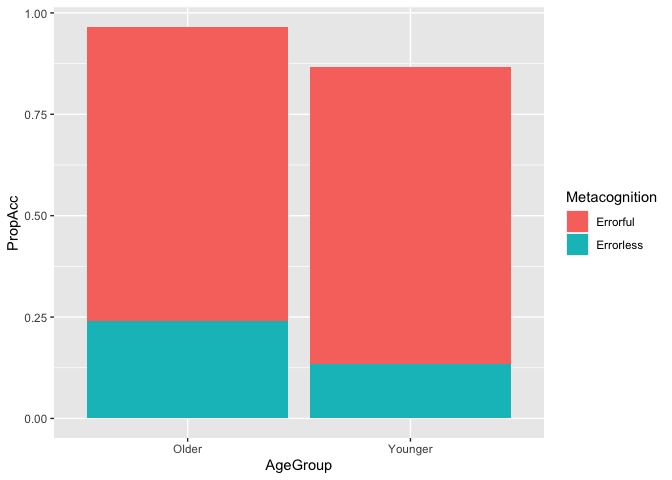 1.00
0.75
0.50
0.25
0.00
PropAcc
Older
Younger
AgeGroup
Metacognition
Errorful
Errorless